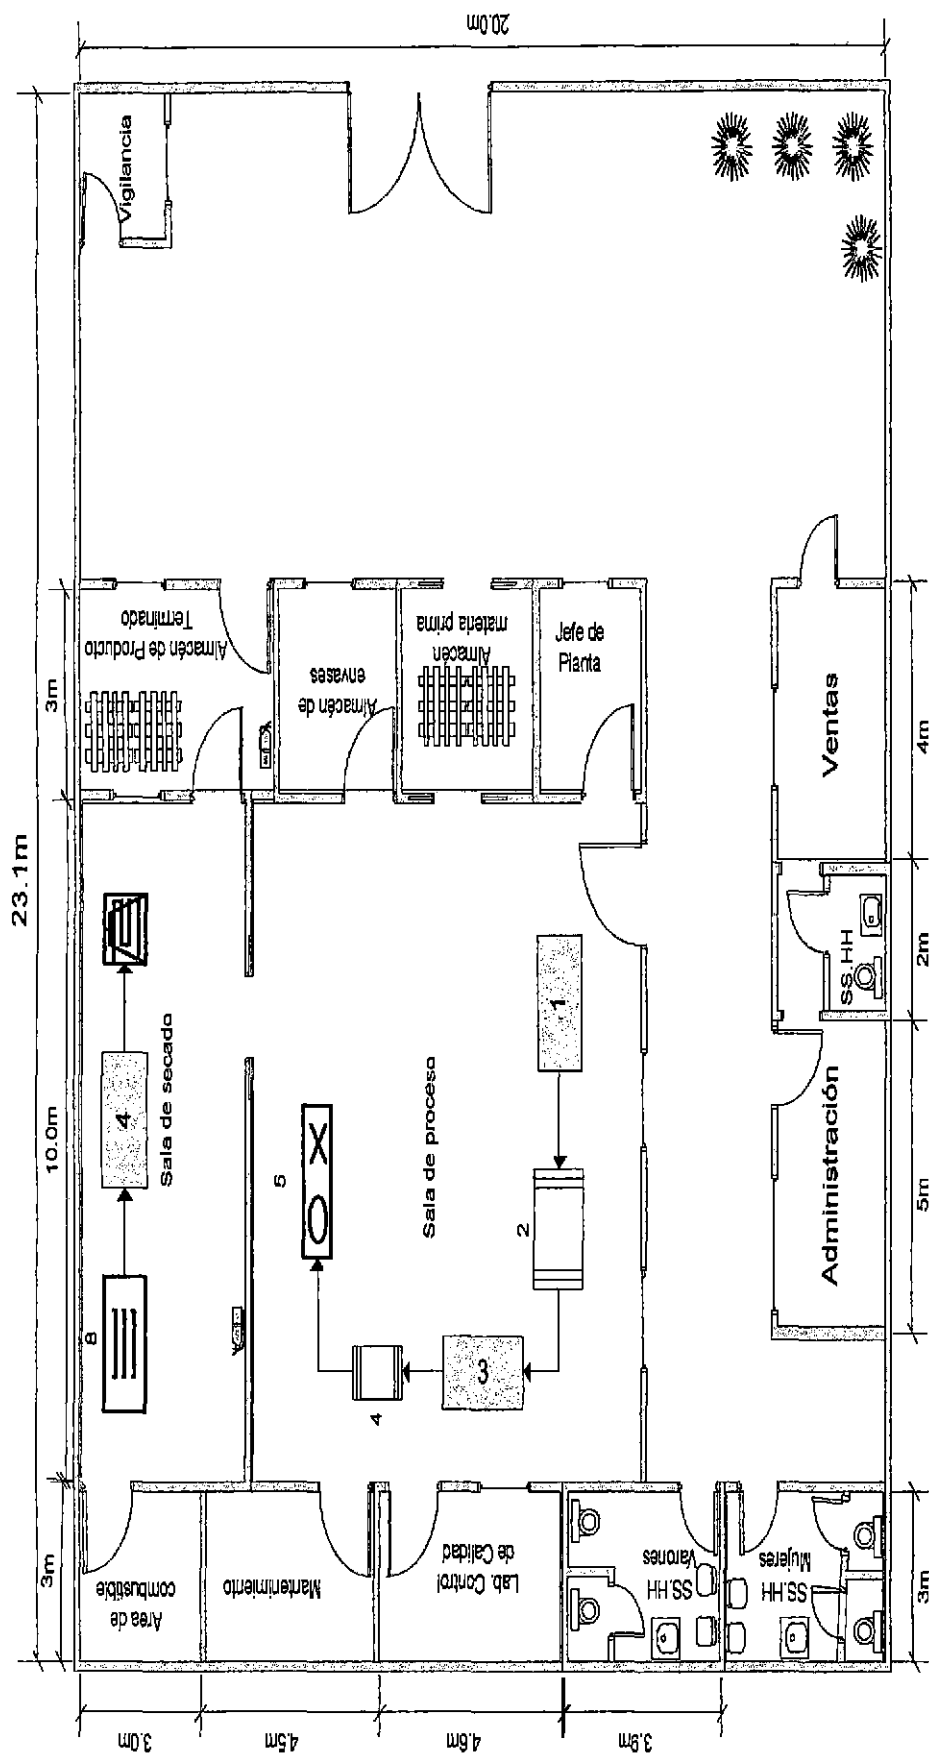 20.0m
23.1m
Vigilancia
3m
10.0m
3m
Almacén de Producto
Terminado
Almacén de
envases
Almacén
materia prima
Jefe de
Planta
Ventas
4m
SS.HH
2m
Administración
5m
3m
Sala de secado
8
4
Sala de proceso
1
2
3
4
5
O X
Area de
combustible
Mantenimiento
Lab. Control
de Calidad
SS.HH
Varones
SS.HH
Mujeres
3.0m
4.5m
4.6m
3.9m